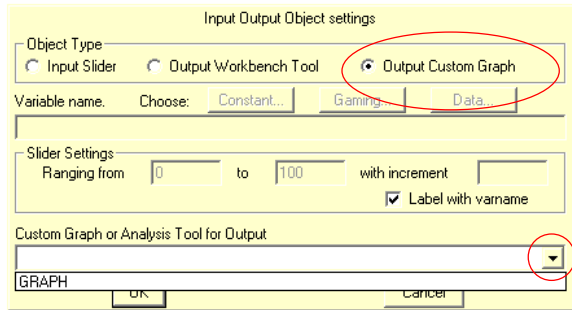 Input Output Object settings
Object Type
Input Slider Output Workbench Tool Output Custom Graph
Variable name. Choose: Constant... Gaming... Data...
Slider Settings
Ranging from 0 to 100 with increment
Label with varname
Custom Graph or Analysis Tool for Output
GRAPH
OK Cancel